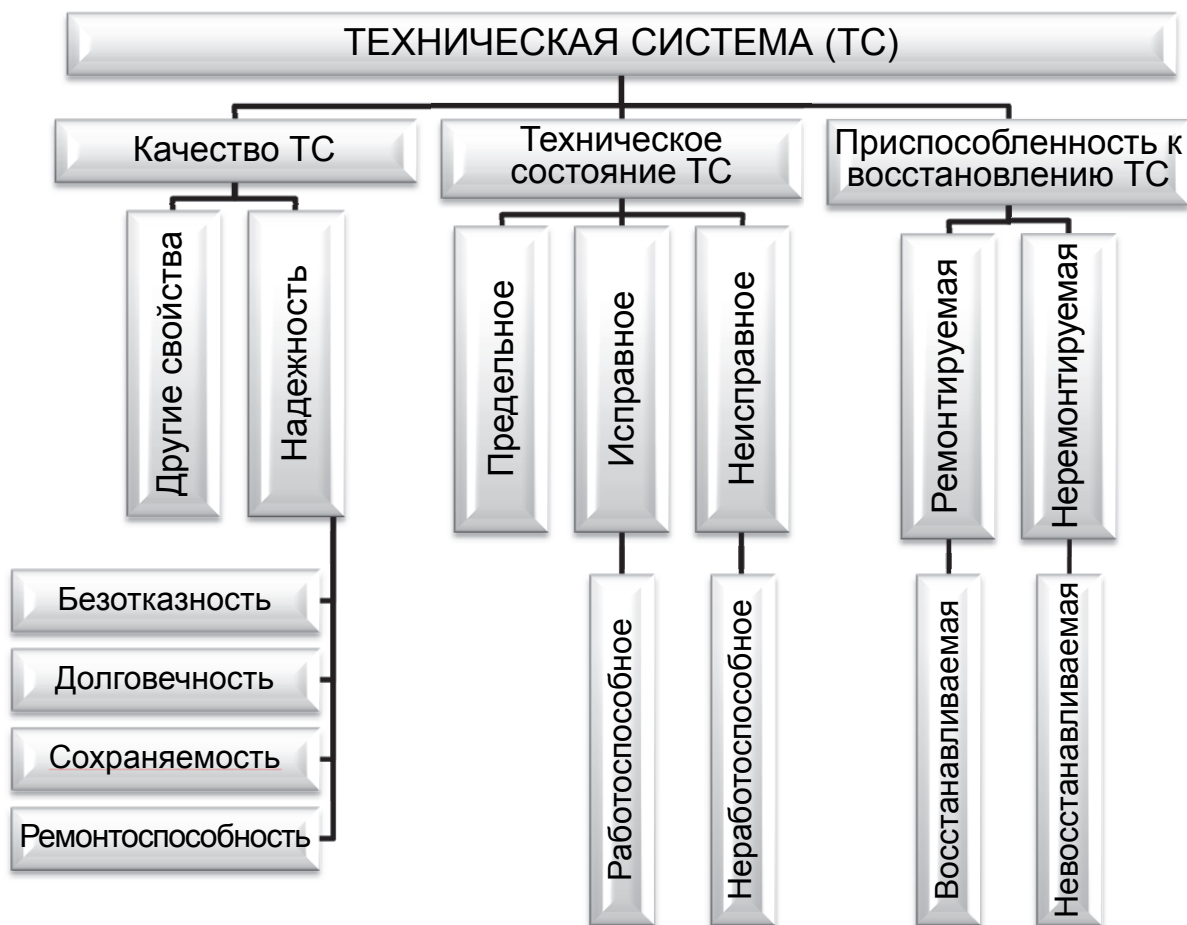 ТЕХНИЧЕСКАЯ СИСТЕМА (ТС)
Качество ТС
Техническое
состояние ТС
Приспособленность к
восстановлению ТС
Другие свойства
Надежность
Предельное
Исправное
Неисправное
Ремонтируемая
Неремонтируемая
Безотказность
Долговечность
Сохраняемость
Ремонтоспособность
Работоспособное
Неработоспособное
Восстанавливаемая
Невосстанавливаемая